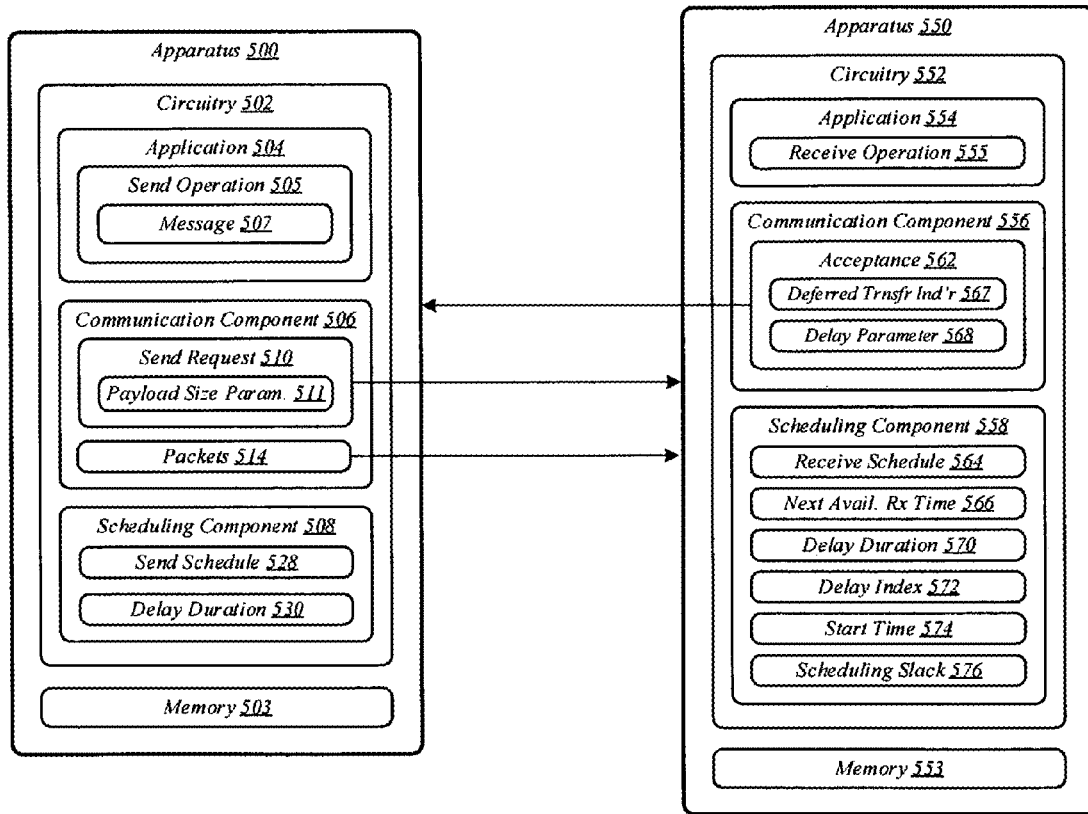 Apparatus 500
Circuitry 502
Application 504
Send Operation 505
Message 507
Communication Component 506
Send Request 510
Payload Size Param. 511
Packets 514
Scheduling Component 508
Send Schedule 528
Delay Duration 530
Memory 503
Apparatus 550
Circuitry 552
Application 554
Receive Operation 555
Communication Component 556
Acceptance 562
Deferred Trnsfr Ind'r 567
Delay Parameter 568
Scheduling Component 558
Receive Schedule 564
Next Avail. Rx Time 566
Delay Duration 570
Delay Index 572
Start Time 574
Scheduling Slack 576
Memory 553